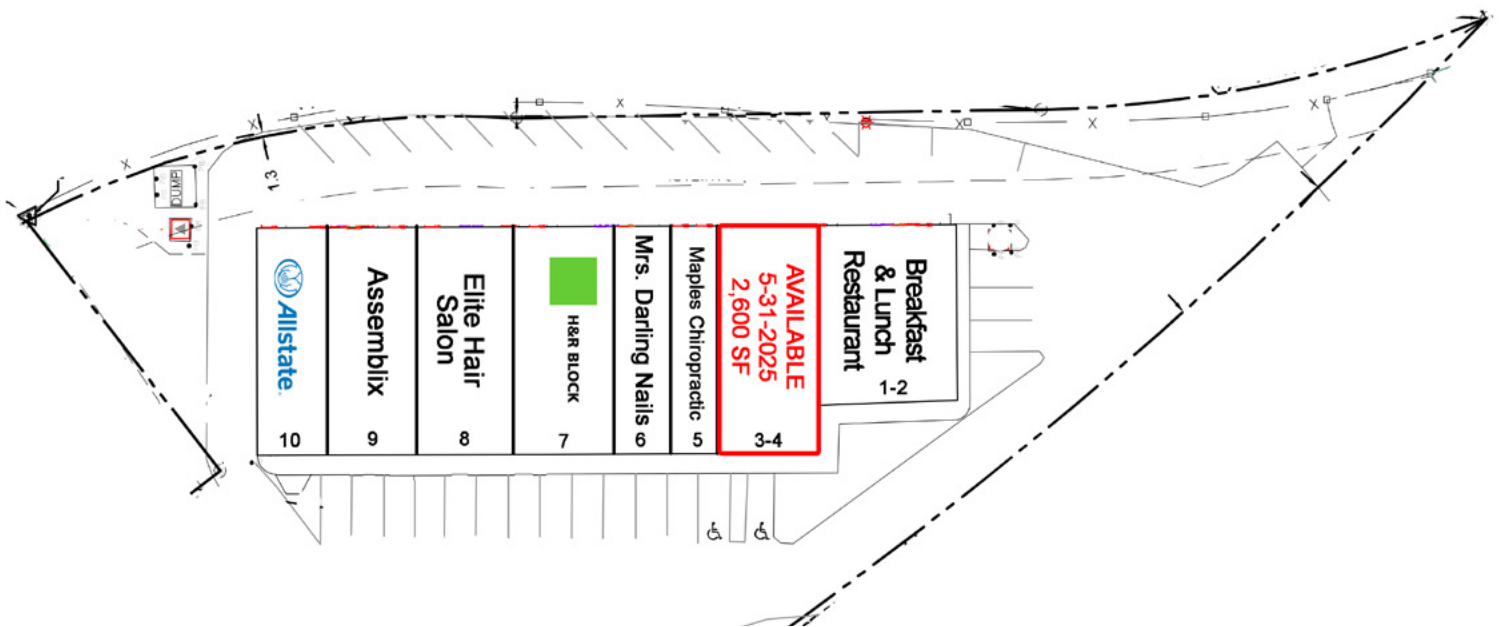 DUMP
1.3
Allstate.
10
Assemblix
9
Elite Hair
Salon
8
H&R BLOCK
7
Mrs. Darling Nails
6
Maples Chiropractic
5
AVAILABLE
5-31-2025
2,600 SF
3-4
Breakfast
& Lunch
Restaurant
1-2